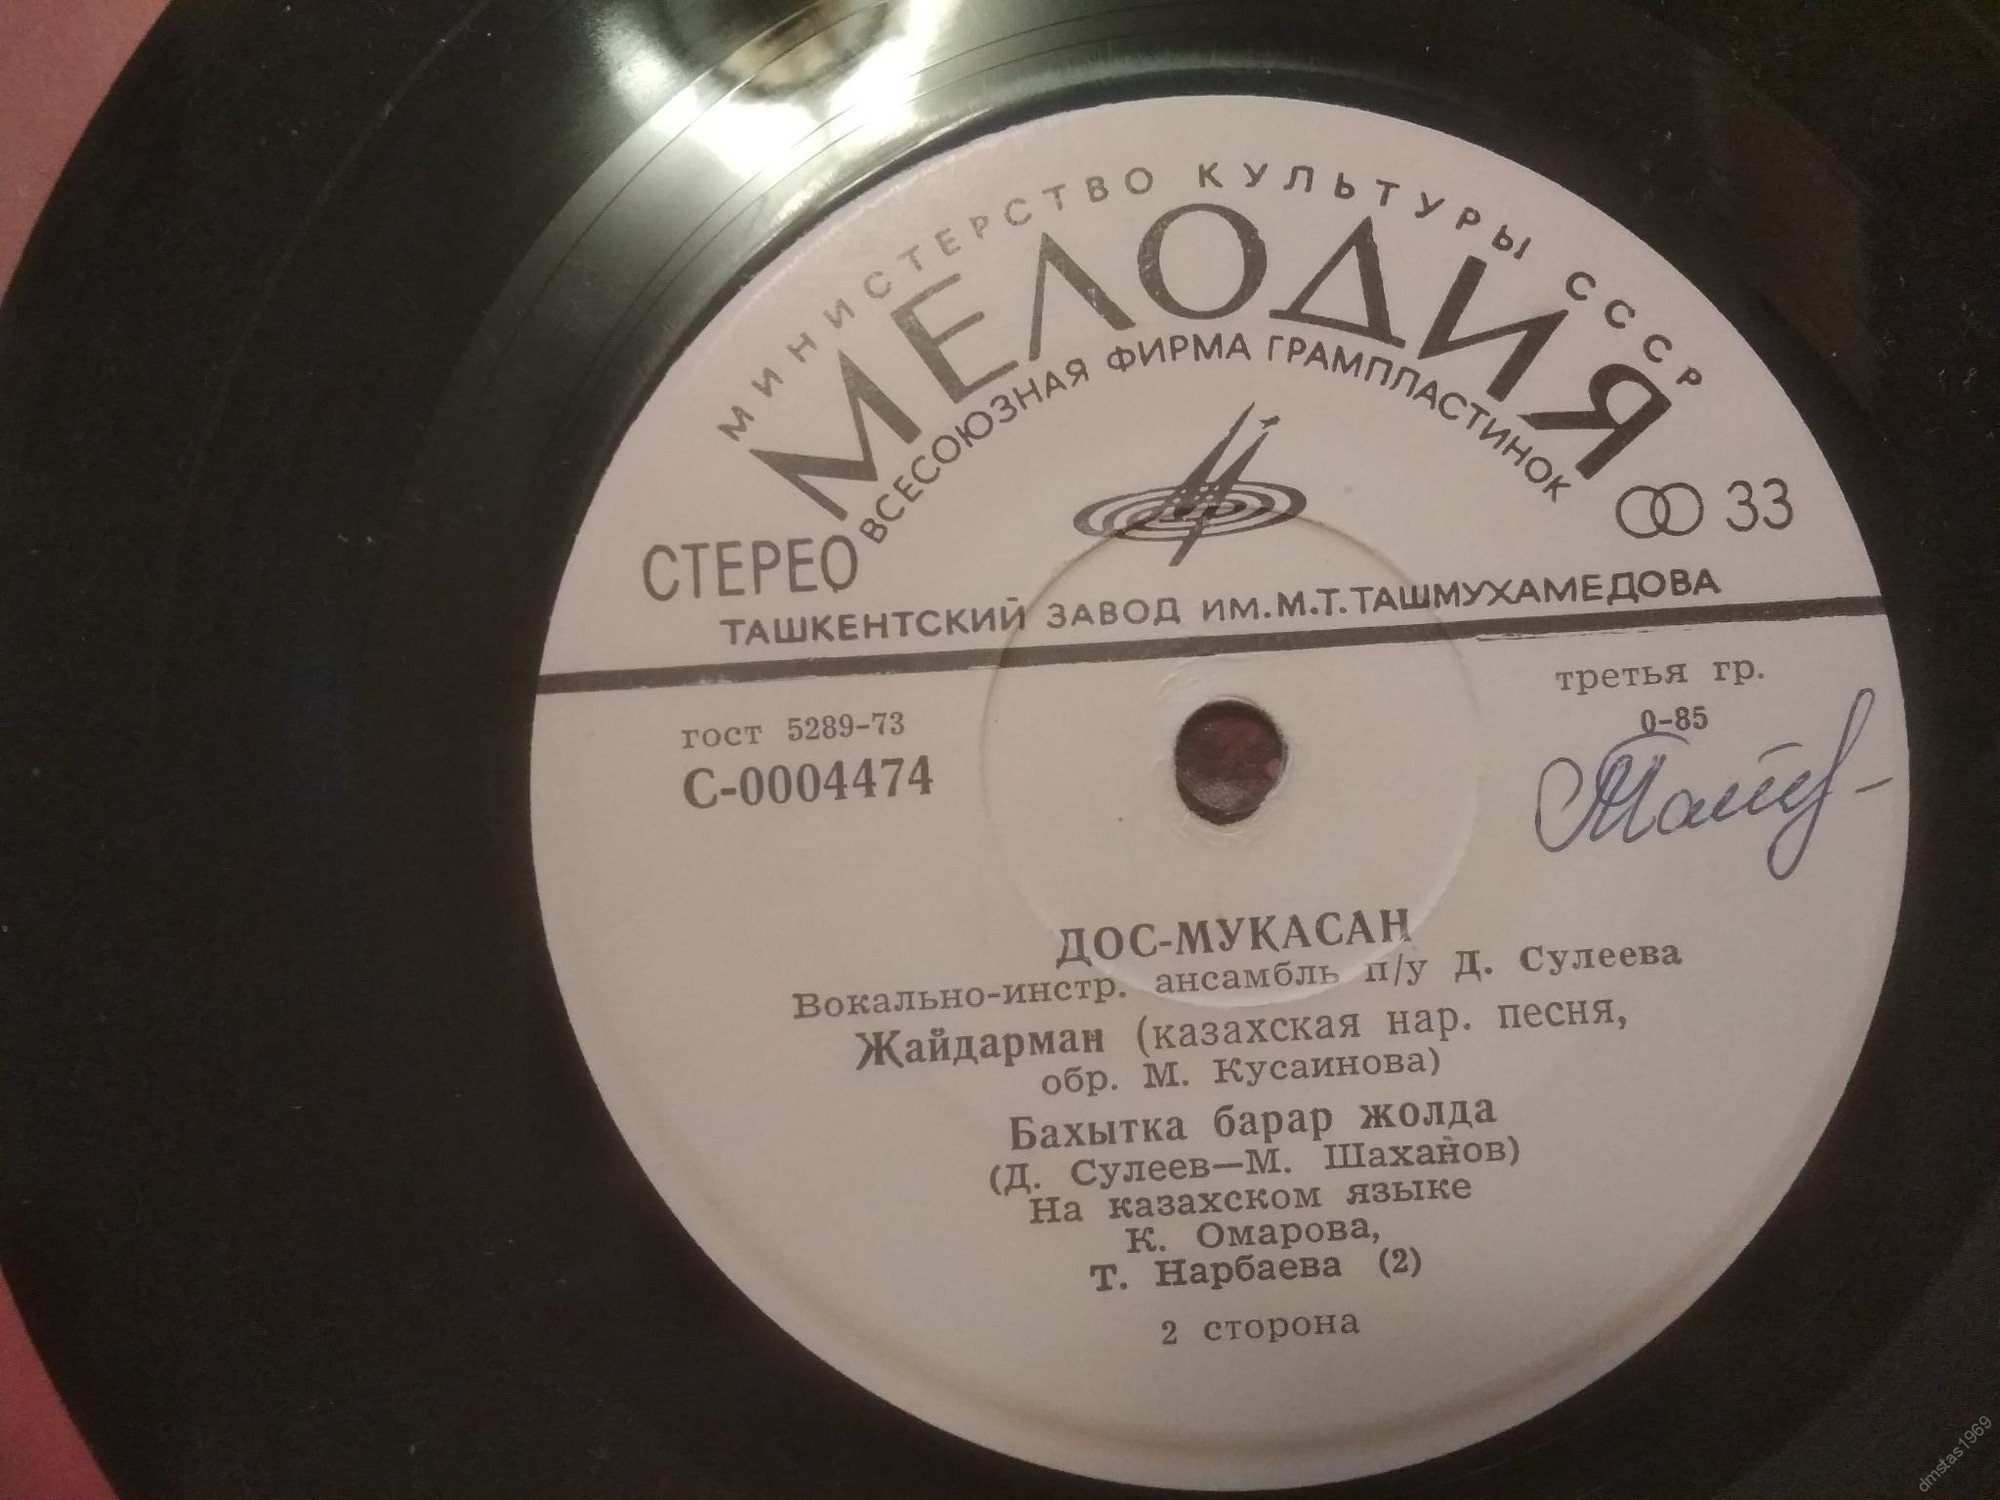 МИНИСТЕРСТВО КУЛЬТУРЫ СССР
МЕЛОДИЯ
ВСЕСОЮЗНАЯ ФИРМА ГРАМПЛАСТИНОК
СТЕРЕО
33
ТАШКЕНТСКИЙ ЗАВОД ИМ. М.Т. ТАШМУХАМЕДОВА
гост 5289-73
С-0004474
третья гр.
0-85
ДОС-МУКАСАН
Вокально-инстр. ансамбль п/у Д. Сулеева
Жайдарман (казахская нар. песня,
обр. М. Кусаинова)
Бахытка барар жолда
(Д. Сулеев—М. Шаханов)
На казахском языке
К. Омарова,
Т. Нарбаева (2)
2 сторона
dmstas1969